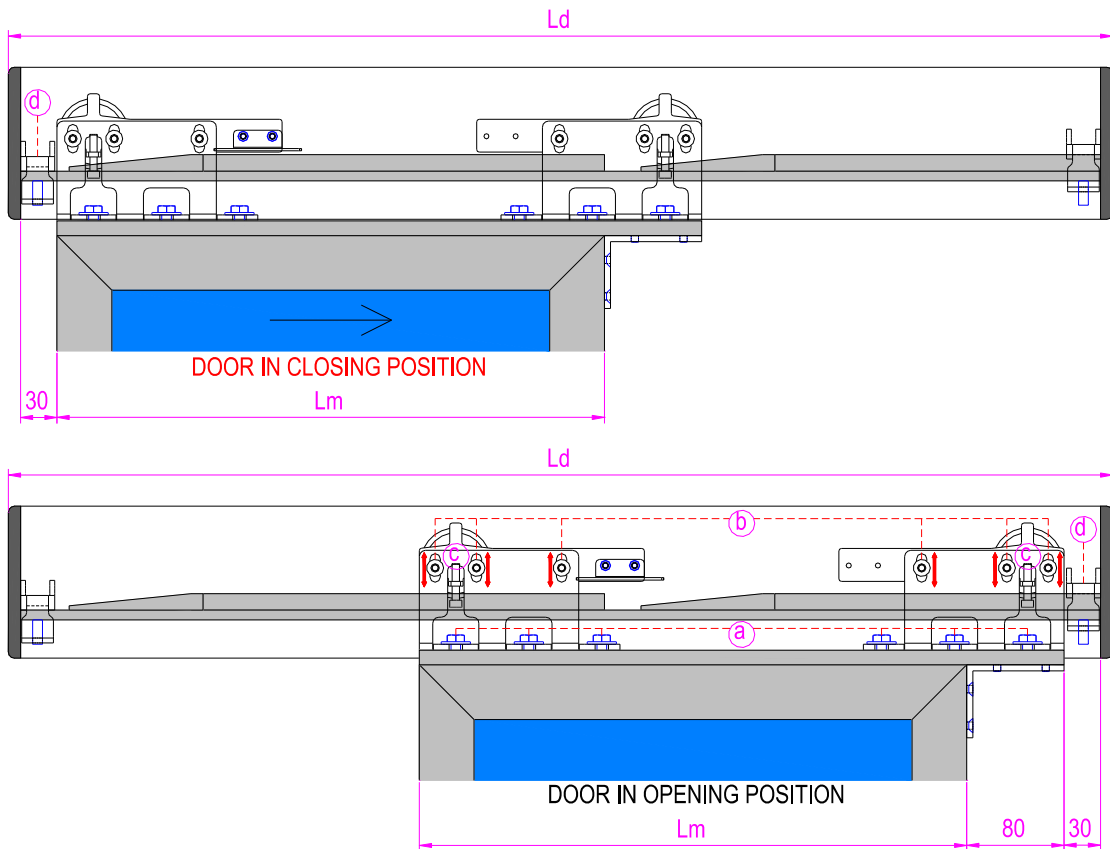 Ld
d
DOOR IN CLOSING POSITION
30
Lm
Ld
b
d
c
c
a
DOOR IN OPENING POSITION
Lm
80
30